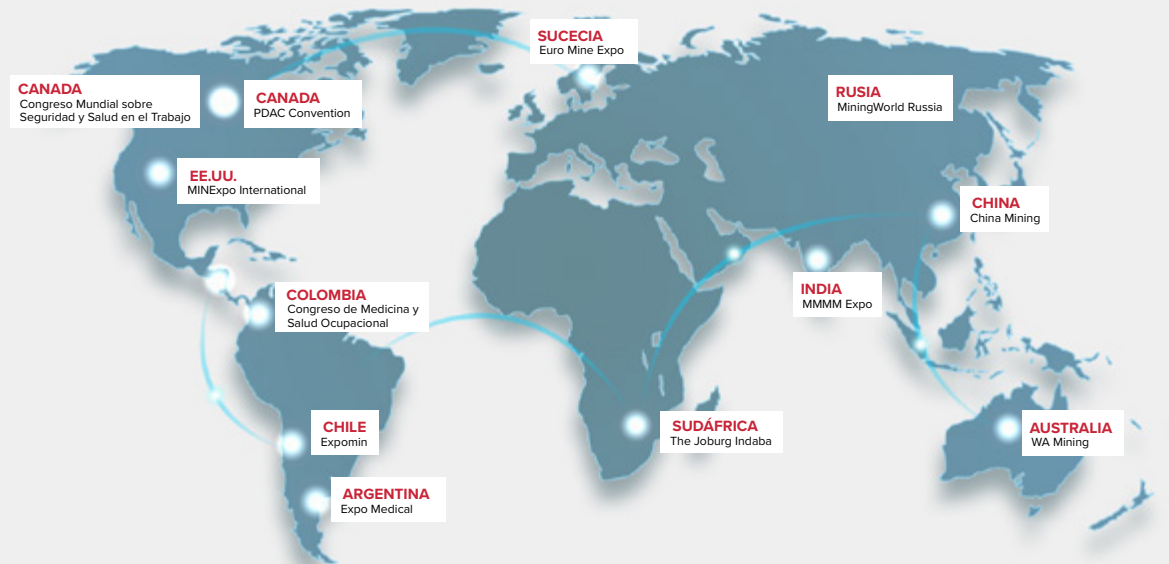 SUCECIA
Euro Mine Expo
CANADA
Congreso Mundial sobre
Seguridad y Salud en el Trabajo
CANADA
PDAC Convention
RUSIA
MiningWorld Russia
EE.UU.
MINExpo International
CHINA
China Mining
INDIA
MMMM Expo
COLOMBIA
Congreso de Medicina y
Salud Ocupacional
CHILE
Expomin
SUDÁFRICA
The Joburg Indaba
AUSTRALIA
WA Mining
ARGENTINA
Expo Medical